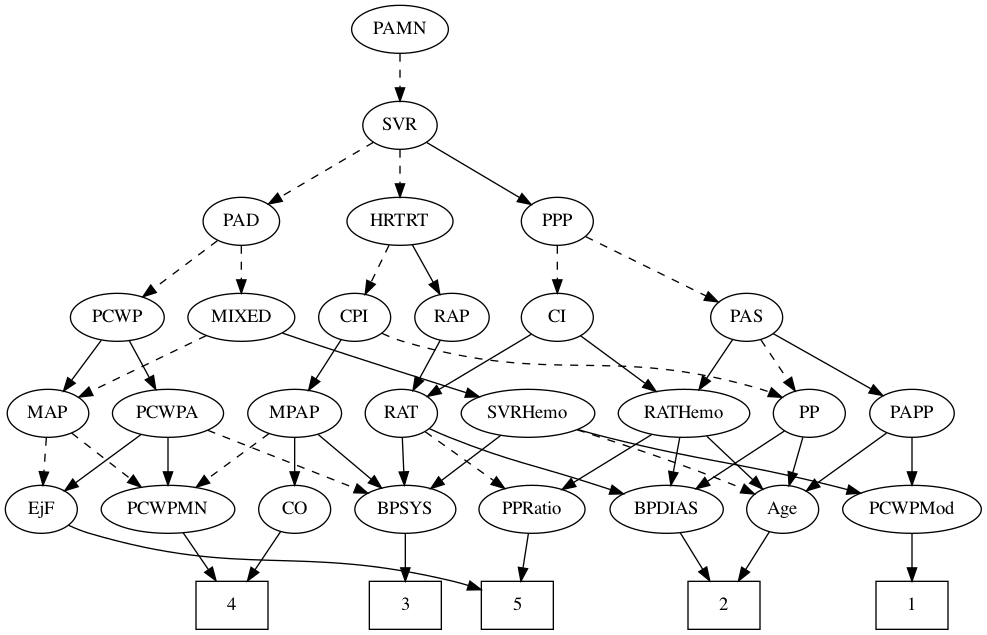 PAMN
SVR
PAD
HRTRT
PPP
PCWP
MIXED
CPI
RAP
CI
PAS
MAP
PCWPA
MPAP
RAT
SVRHemo
RATHemo
PP
PAPP
EjF
PCWPMN
CO
BPSYS
PPRatio
BPDIAS
Age
PCWPMod
4
3
5
2
1